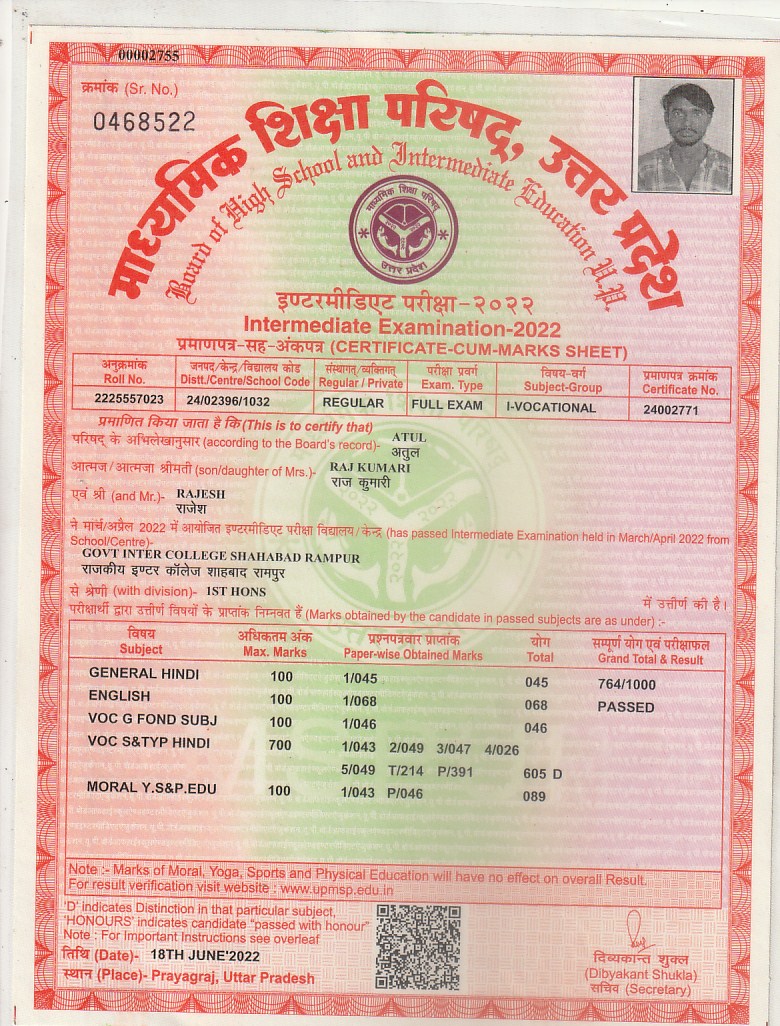 00002755
क्रमांक (Sr. No.)
0468522
माध्यमिक शिक्षा परिषद्, उत्तर प्रदेश
Board of High School and Intermediate Education U.P.
माध्यमिक शिक्षा परिषद्
उत्तर प्रदेश
इण्टरमीडिएट परीक्षा-२०२२
Intermediate Examination-2022
प्रमाणपत्र-सह-अंकपत्र (CERTIFICATE-CUM-MARKS SHEET)
अनुक्रमांक जनपद/केन्द्र/विद्यालय कोड संस्थागत/व्यक्तिगत परीक्षा प्रवर्ग विषय-वर्ग प्रमाणपत्र क्रमांक
Roll No. Distt./Centre/School Code Regular / Private Exam. Type Subject-Group Certificate No.
2225557023 24/02396/1032 REGULAR FULL EXAM I-VOCATIONAL 24002771
प्रमाणित किया जाता है कि (This is to certify that)
परिषद् के अभिलेखानुसार (according to the Board's record)- ATUL
अतुल
आत्मज/आत्मजा श्रीमती (son/daughter of Mrs.)- RAJ KUMARI
राज कुमारी
एवं श्री (and Mr.)- RAJESH
राजेश
ने मार्च/अप्रैल 2022 में आयोजित इण्टरमीडिएट परीक्षा विद्यालय/केन्द्र (has passed Intermediate Examination held in March/April 2022 from
School/Centre)-
GOVT INTER COLLEGE SHAHABAD RAMPUR
राजकीय इण्टर कॉलेज शाहबाद रामपुर
से श्रेणी (with division)- 1ST HONS में उत्तीर्ण की है।
परीक्षार्थी द्वारा उत्तीर्ण विषयों के प्राप्तांक निम्नवत हैं (Marks obtained by the candidate in passed subjects are as under) :-
विषय अधिकतम अंक प्रश्नपत्रवार प्राप्तांक योग सम्पूर्ण योग एवं परीक्षाफल
Subject Max. Marks Paper-wise Obtained Marks Total Grand Total & Result
GENERAL HINDI 100 1/045 045 764/1000
ENGLISH 100 1/068 068 PASSED
VOC G FOND SUBJ 100 1/046 046
VOC S&TYP HINDI 700 1/043 2/049 3/047 4/026
5/049 T/214 P/391 605 D
MORAL Y.S&P.EDU 100 1/043 P/046 089
Note :- Marks of Moral, Yoga, Sports and Physical Education will have no effect on overall Result.
For result verification visit website : www.upmsp.edu.in
'D' indicates Distinction in that particular subject,
'HONOURS' indicates candidate "passed with honour"
Note : For Important Instructions see overleaf
तिथि (Date)- 18TH JUNE'2022
स्थान (Place)- Prayagraj, Uttar Pradesh
दिव्यकान्त शुक्ल
(Dibyakant Shukla)
सचिव (Secretary)